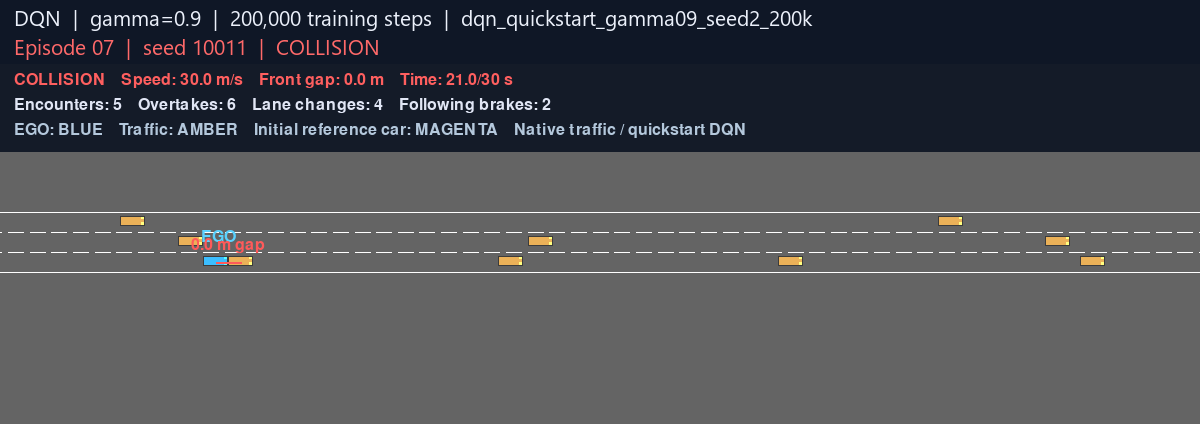 DQN | gamma=0.9 | 200,000 training steps | dqn_quickstart_gamma09_seed2_200k
Episode 07 | seed 10011 | COLLISION
COLLISION Speed: 30.0 m/s Front gap: 0.0 m Time: 21.0/30 s
Encounters: 5 Overtakes: 6 Lane changes: 4 Following brakes: 2
EGO: BLUE Traffic: AMBER Initial reference car: MAGENTA Native traffic / quickstart DQN
EGO
0.0 m gap